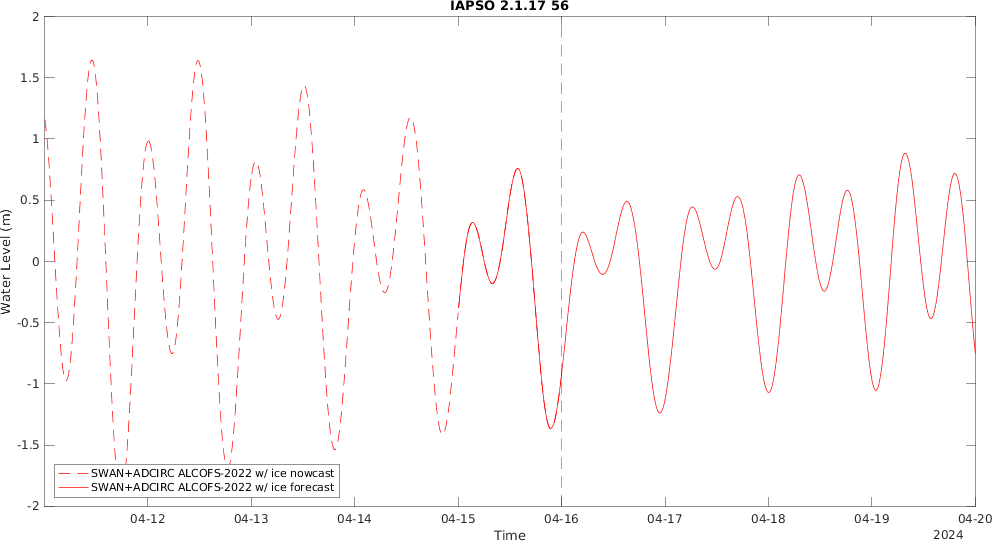 IAPSO 2.1.17 56
2
1.5
1
0.5
0
-0.5
-1
-1.5
-2
Water Level (m)
SWAN+ADCIRC ALCOFS-2022 w/ ice nowcast
SWAN+ADCIRC ALCOFS-2022 w/ ice forecast
04-12 04-13 04-14 04-15 04-16 04-17 04-18 04-19 04-20
Time
2024